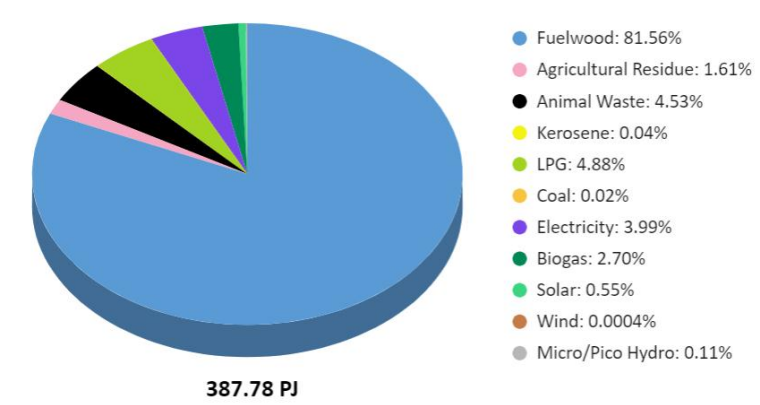 Fuelwood: 81.56%
Agricultural Residue: 1.61%
Animal Waste: 4.53%
Kerosene: 0.04%
LPG: 4.88%
Coal: 0.02%
Electricity: 3.99%
Biogas: 2.70%
Solar: 0.55%
Wind: 0.0004%
Micro/Pico Hydro: 0.11%
387.78 PJ